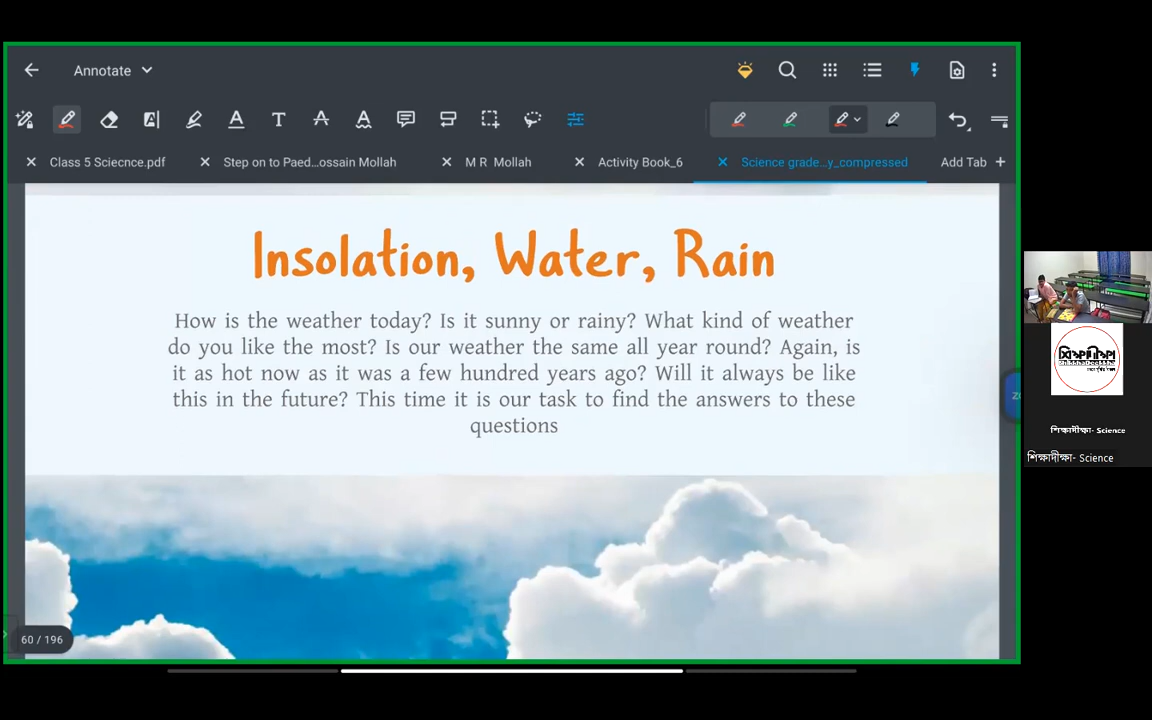 Annotate
Class 5 Sciecnce.pdf
Step on to Paed...ossain Mollah
M R Mollah
Activity Book_6
Science grade...y_compressed
Add Tab +
Insolation, Water, Rain
How is the weather today? Is it sunny or rainy? What kind of weather
do you like the most? Is our weather the same all year round? Again, is
it as hot now as it was a few hundred years ago? Will it always be like
this in the future? This time it is our task to find the answers to these
questions
60 / 196
শিক্ষাদীক্ষা
শিক্ষাদীক্ষা- Science
শিক্ষাদীক্ষা- Science